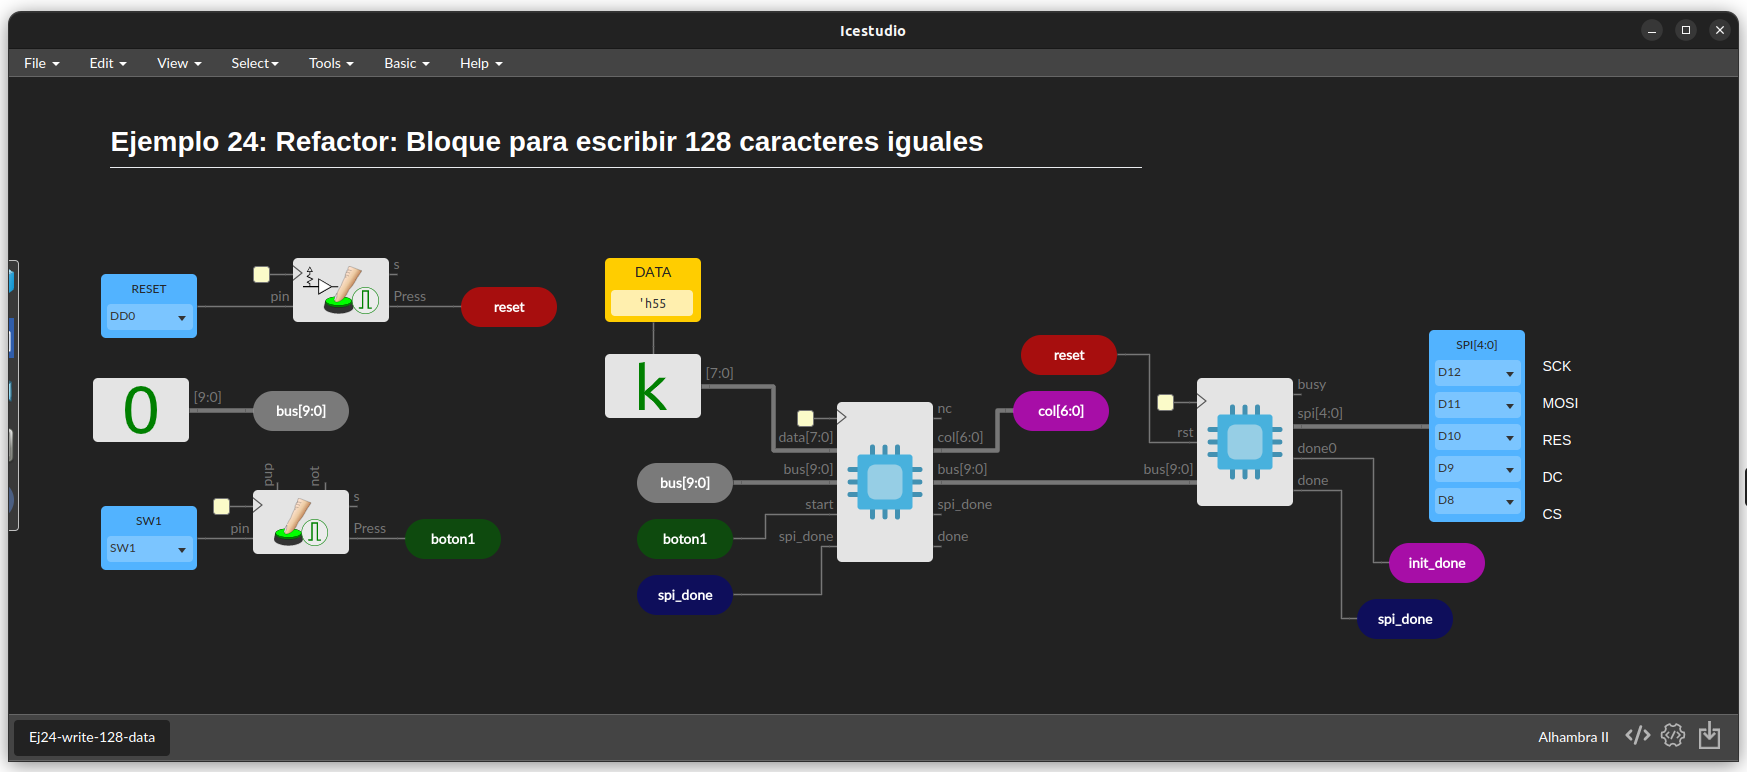 Icestudio
File Edit View Select Tools Basic Help
Ejemplo 24: Refactor: Bloque para escribir 128 caracteres iguales
RESET
DD0
pin
s
Press
reset
0
[9:0]
bus[9:0]
SW1
SW1
pin
pup
not
s
Press
boton1
DATA
'h55
k
[7:0]
data[7:0]
bus[9:0]
start
spi_done
bus[9:0]
boton1
spi_done
nc
col[6:0]
bus[9:0]
spi_done
done
reset
col[6:0]
rst
bus[9:0]
busy
spi[4:0]
done0
done
SPI[4:0]
D12
D11
D10
D9
D8
SCK
MOSI
RES
DC
CS
init_done
spi_done
Ej24-write-128-data
Alhambra II